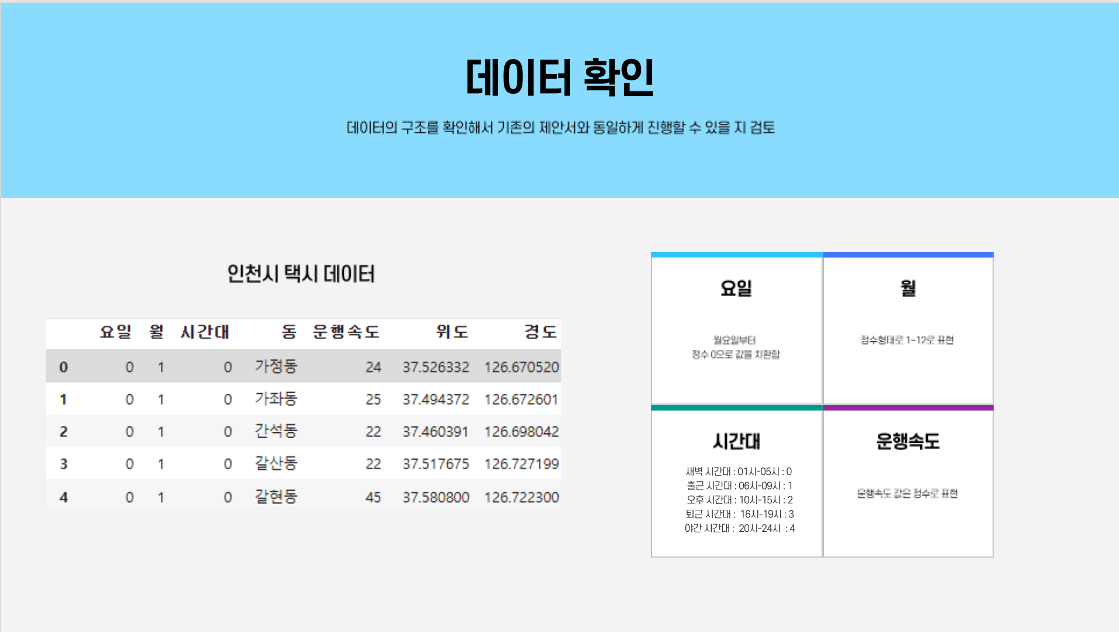 데이터 확인
데이터의 구조를 확인해서 기존의 제안서와 동일하게 진행할 수 있을 지 검토
인천시 택시 데이터
요일 월 시간대 동 운행속도 위도 경도
0 0 1 0 가정동 24 37.526332 126.670520
1 0 1 0 가좌동 25 37.494372 126.672601
2 0 1 0 간석동 22 37.460391 126.698042
3 0 1 0 갈산동 22 37.517675 126.727199
4 0 1 0 갈현동 45 37.580800 126.722300
요일
월요일부터
정수 0으로 값을 치환함
월
정수형태로 1~12로 표현
시간대
새벽 시간대 : 01시-05시 : 0
출근 시간대 : 06시-09시 : 1
오후 시간대 : 10시-15시 : 2
퇴근 시간대 : 16시-19시 : 3
야간 시간대 : 20시-24시 : 4
운행속도
운행속도 값은 정수로 표현